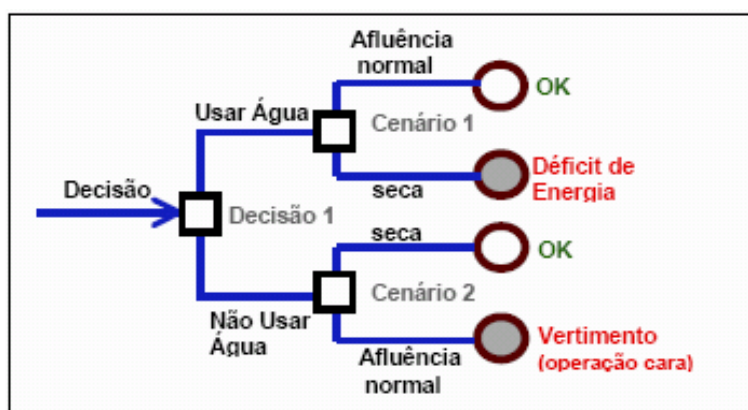 Afluência
normal
OK
Usar Água
Cenário 1
Decisão
seca
Déficit de
Energia
Decisão 1
seca
OK
Cenário 2
Não Usar
Água
Vertimento
(operação cara)
Afluência
normal